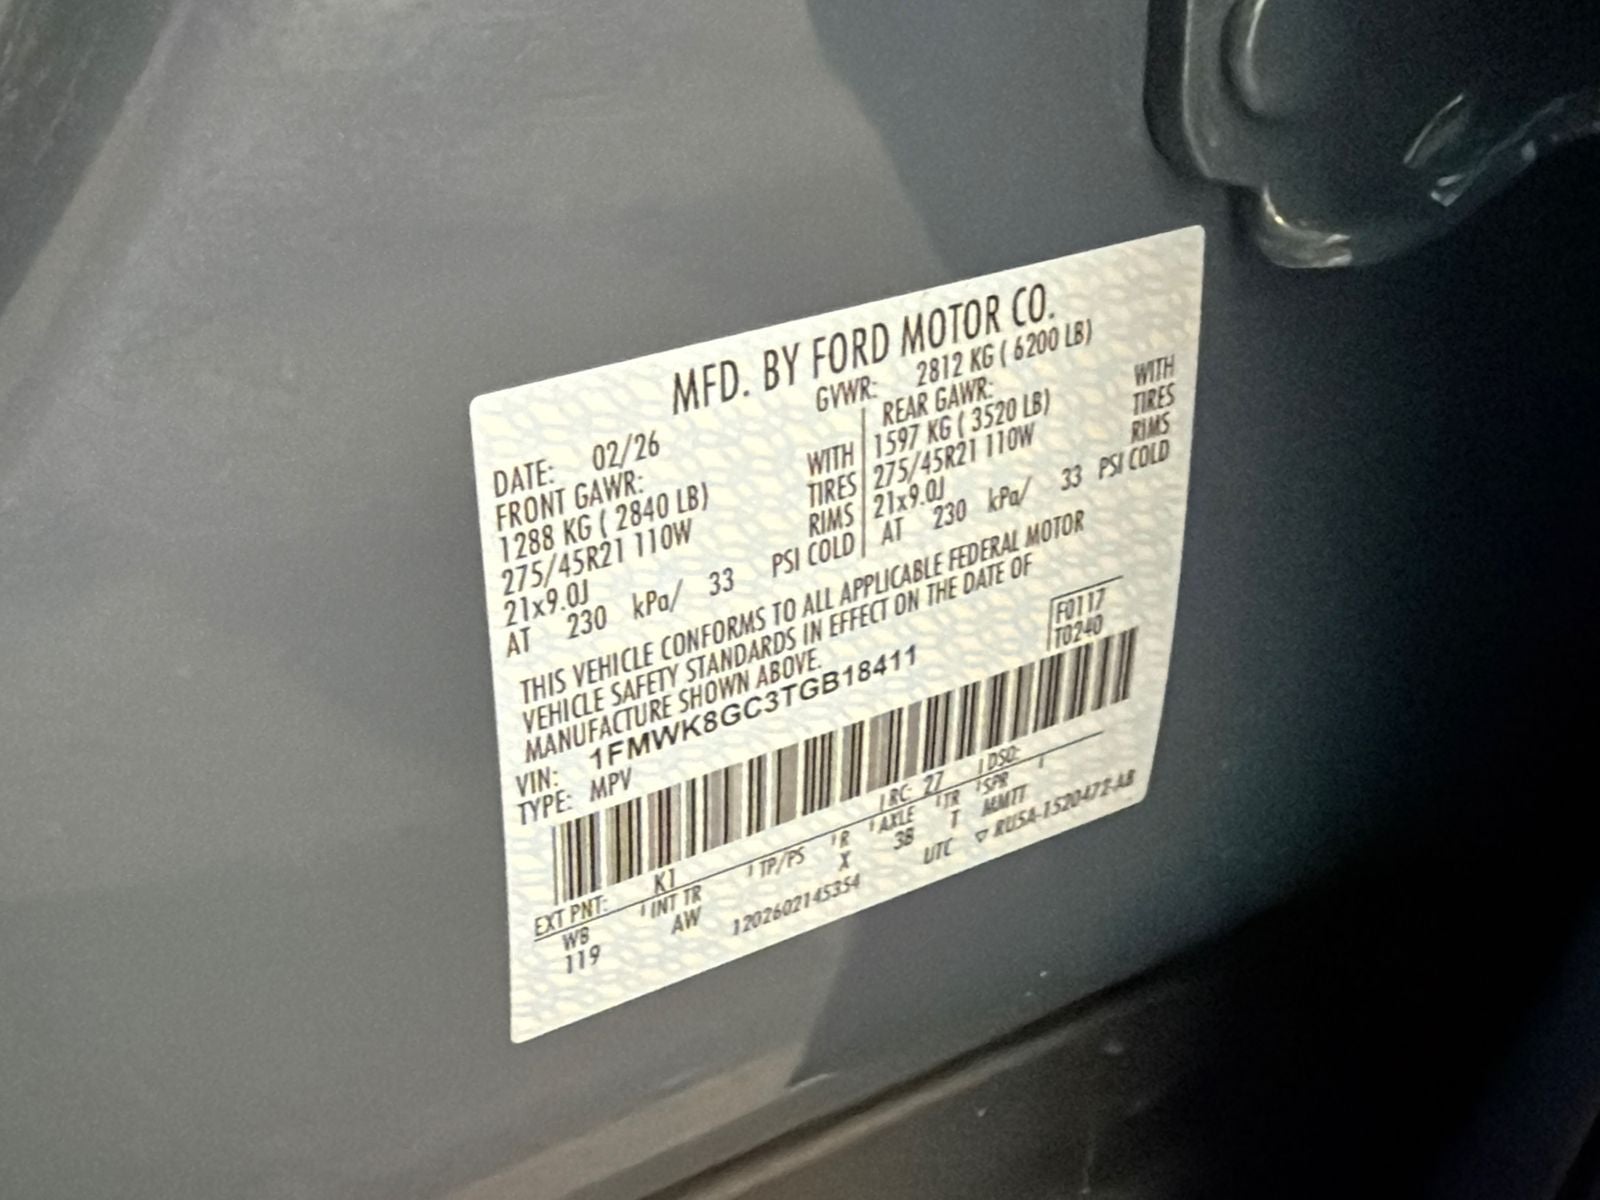 MFD. BY FORD MOTOR CO.
DATE: 02/26 GVWR: 2812 KG ( 6200 LB)
FRONT GAWR: REAR GAWR:
1288 KG ( 2840 LB) WITH 1597 KG ( 3520 LB) WITH
275/45R21 110W TIRES 275/45R21 110W TIRES
21x9.0J RIMS 21x9.0J RIMS
AT 230 kPa/ 33 PSI COLD AT 230 kPa/ 33 PSI COLD
THIS VEHICLE CONFORMS TO ALL APPLICABLE FEDERAL MOTOR
VEHICLE SAFETY STANDARDS IN EFFECT ON THE DATE OF
MANUFACTURE SHOWN ABOVE.
F0117
T0240
VIN: 1FMWK8GC3TGB18411
TYPE: MPV
EXT PNT: K1 RC: 27 DSO:
WB INT TR TP/PS R AXLE TR SPR
119 AW X 3B T MMTT
1202602145354 UTC ▽ RU5A-1520472-AB